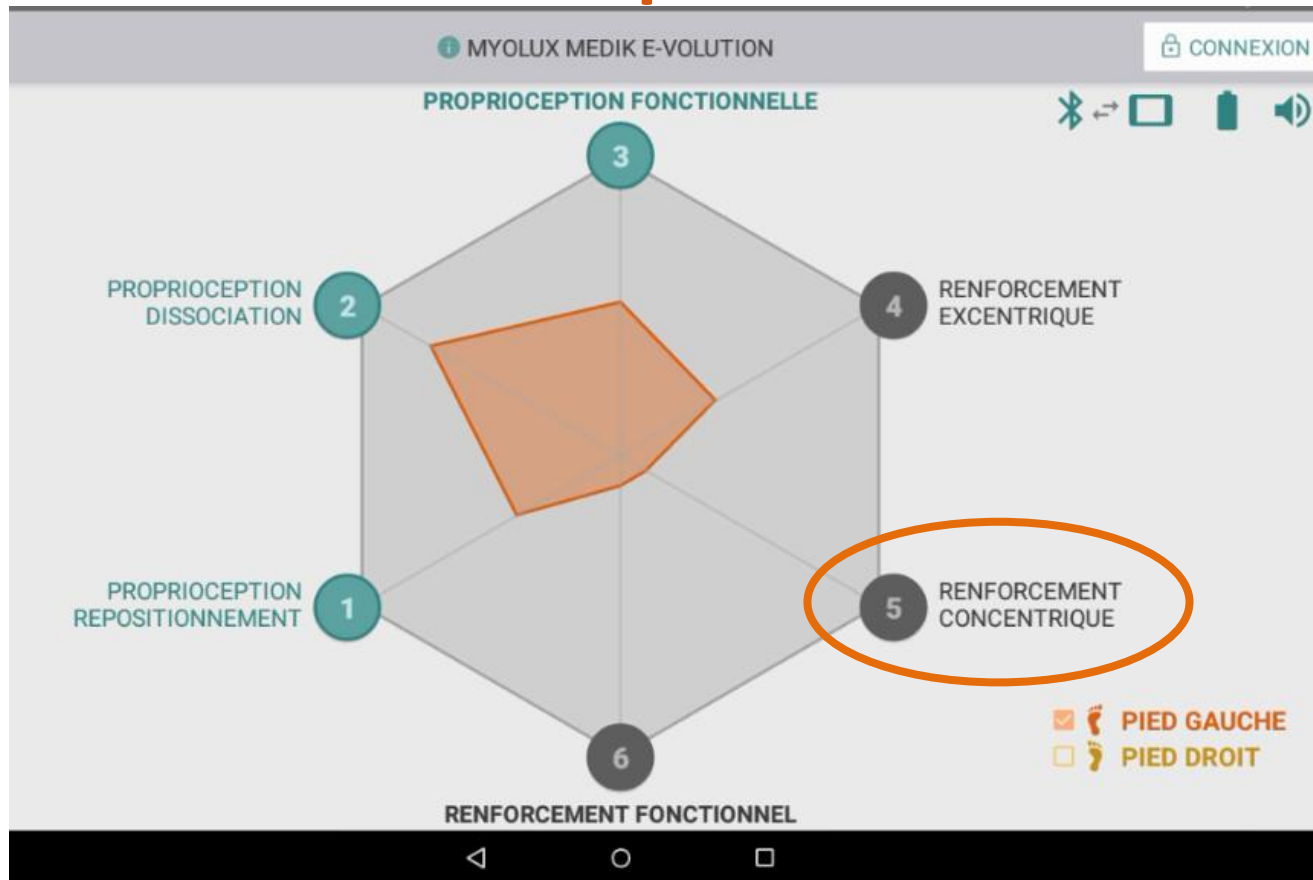 MYOLUX MEDIK E-VOLUTION
CONNEXION
PROPRIOCEPTION FONCTIONNELLE
3
PROPRIOCEPTION
DISSOCIATION
2
4
RENFORCEMENT
EXCENTRIQUE
PROPRIOCEPTION
REPOSITIONNEMENT
1
5
RENFORCEMENT
CONCENTRIQUE
PIED GAUCHE
PIED DROIT
6
RENFORCEMENT FONCTIONNEL